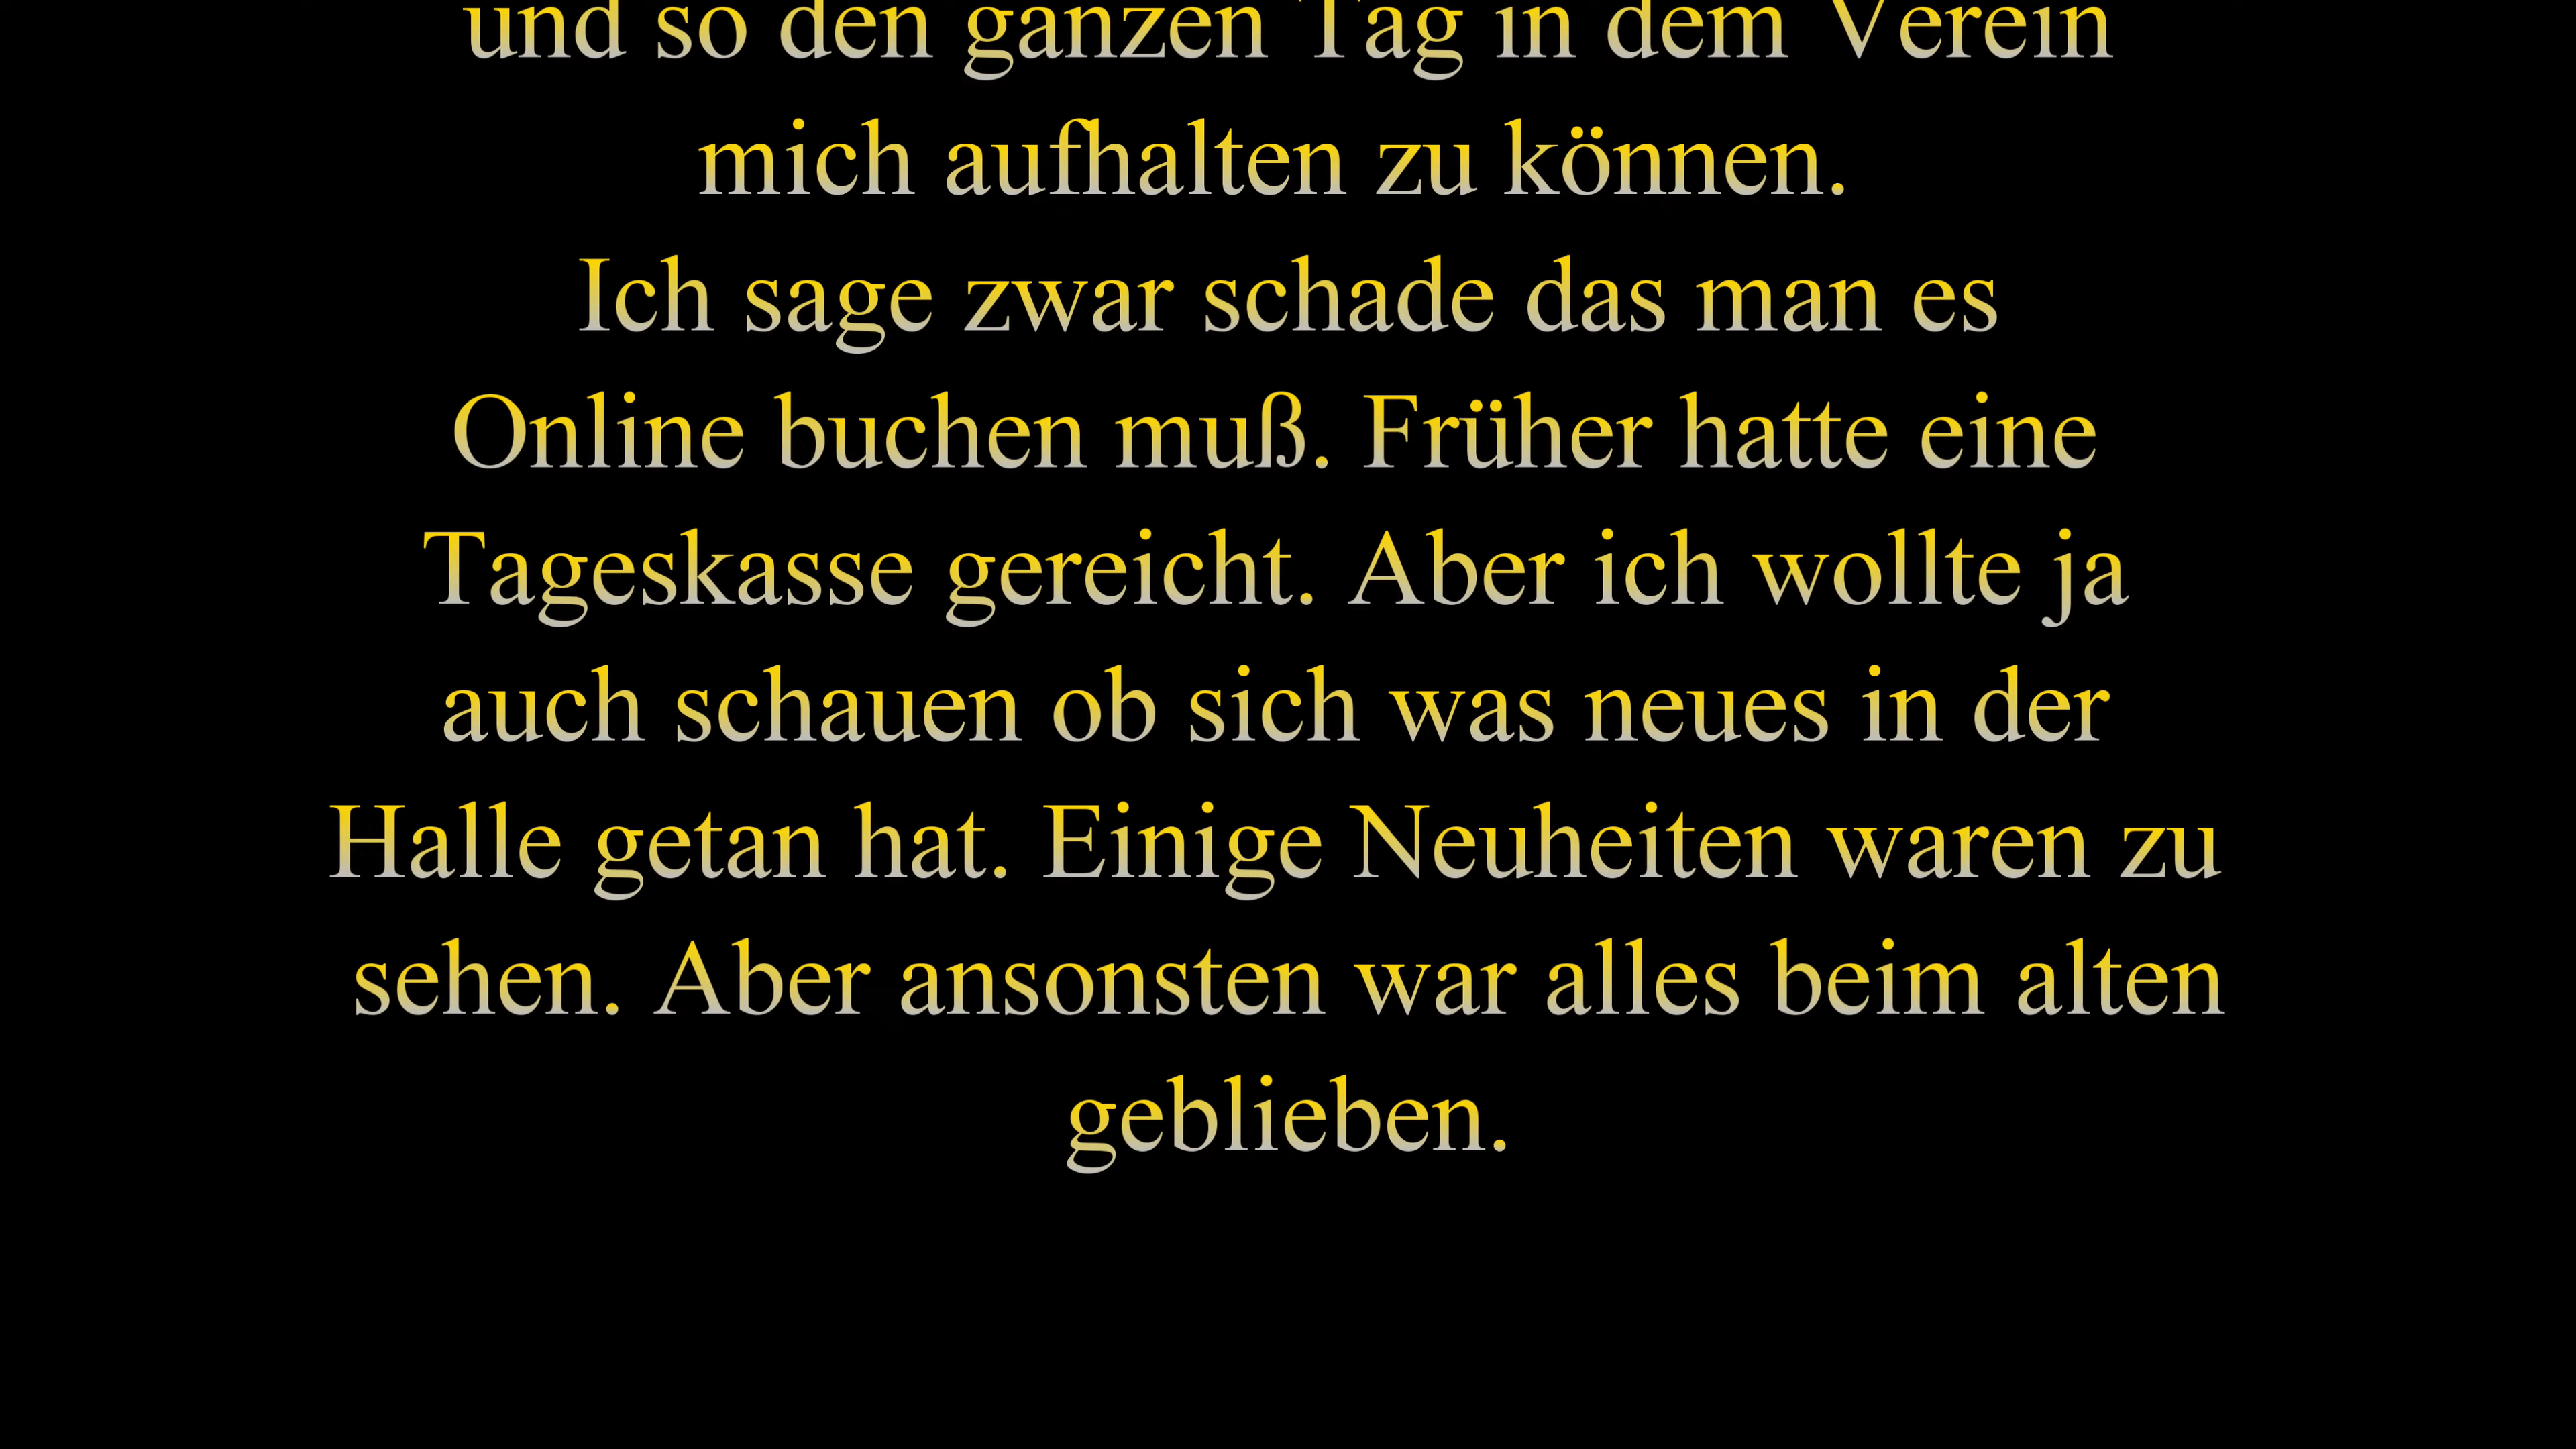 und so den ganzen Tag in dem Verein
mich aufhalten zu können.
Ich sage zwar schade das man es
Online buchen muß. Früher hatte eine
Tageskasse gereicht. Aber ich wollte ja
auch schauen ob sich was neues in der
Halle getan hat. Einige Neuheiten waren zu
sehen. Aber ansonsten war alles beim alten
geblieben.